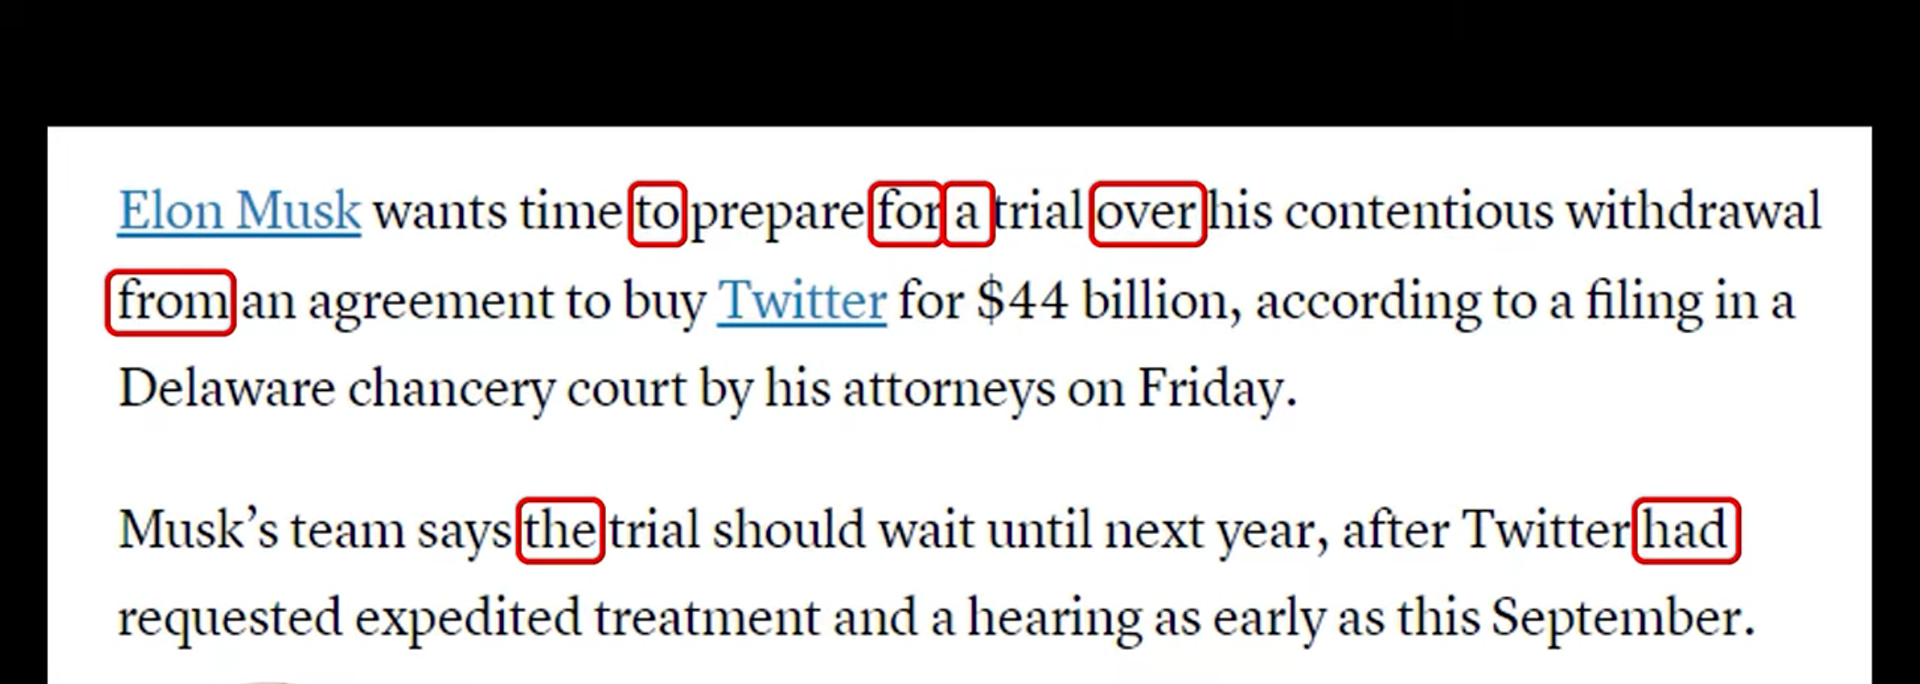 Elon Musk wants time to prepare for a trial over his contentious withdrawal
from an agreement to buy Twitter for $44 billion, according to a filing in a
Delaware chancery court by his attorneys on Friday.
Musk’s team says the trial should wait until next year, after Twitter had
requested expedited treatment and a hearing as early as this September.